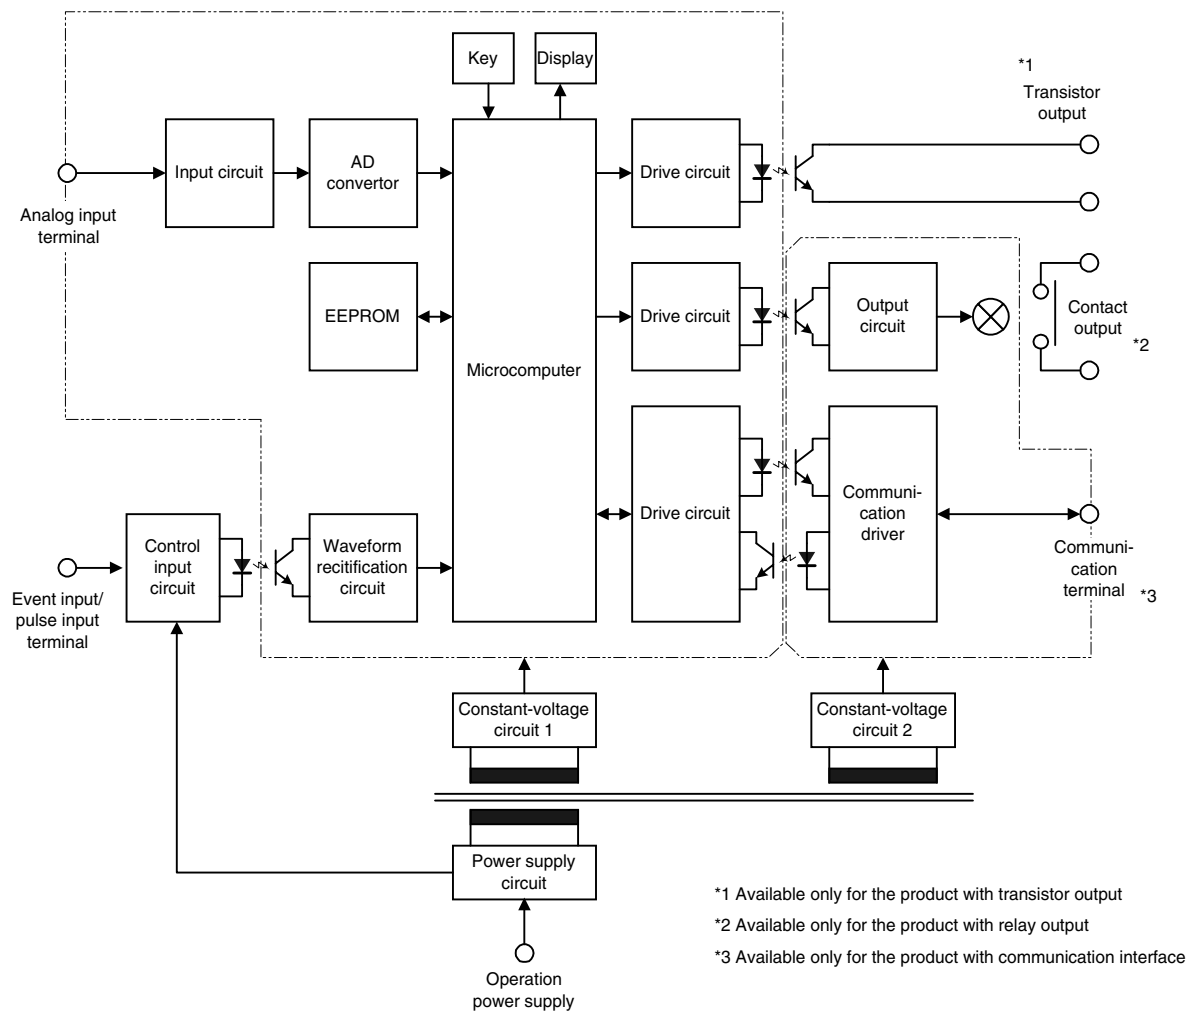 Key
Display
*1
Transistor
output
Input circuit
AD
convertor
Drive circuit
Analog input
terminal
EEPROM
Microcomputer
Drive circuit
Output
circuit
Contact
output
*2
Control
input
circuit
Waveform
rectification
circuit
Drive circuit
Communi-
cation
driver
Communi-
cation
terminal
*3
Event input/
pulse input
terminal
Constant-voltage
circuit 1
Constant-voltage
circuit 2
Power supply
circuit
Operation
power supply
*1 Available only for the product with transistor output
*2 Available only for the product with relay output
*3 Available only for the product with communication interface